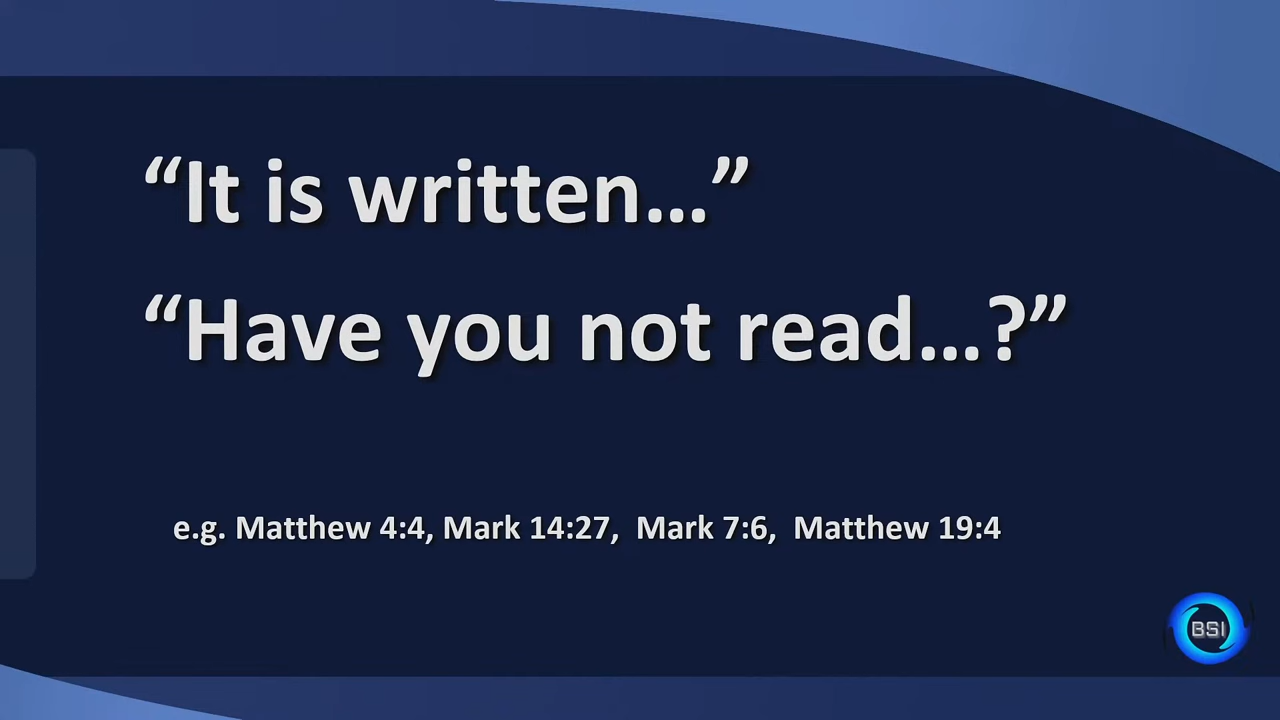 “It is written…”
“Have you not read…?”
e.g. Matthew 4:4, Mark 14:27,  Mark 7:6,  Matthew 19:4
BSI